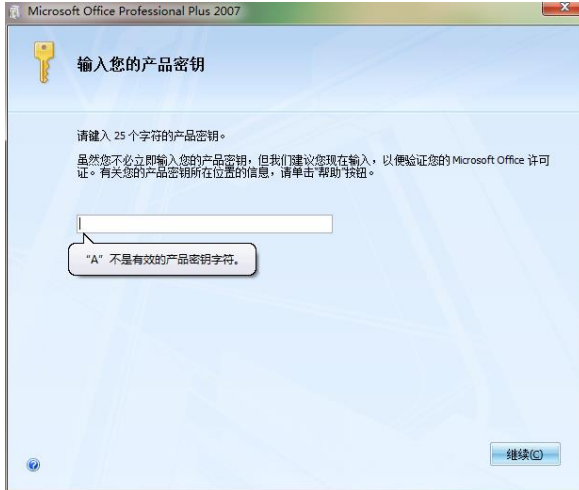 Microsoft Office Professional Plus 2007
输入您的产品密钥
请键入 25 个字符的产品密钥。
虽然您不必立即输入您的产品密钥，但我们建议您现在输入，以便验证您的 Microsoft Office 许可
证。有关您的产品密钥所在位置的信息，请单击“帮助”按钮。
“A” 不是有效的产品密钥字符。
继续(C)